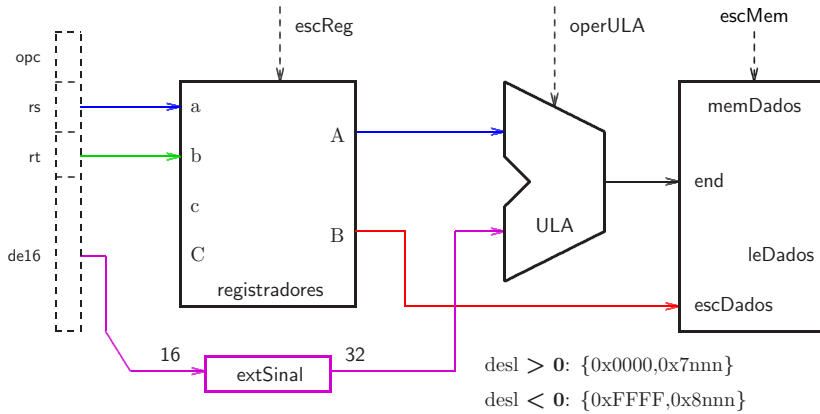 escReg
operULA
escMem
opc
rs
rt
de16
a
b
c
C
A
B
registradores
ULA
memDados
end
leDados
escDados
16
extSinal
32
desl > 0: {0x0000,0x7nnn}
desl < 0: {0xFFFF,0x8nnn}